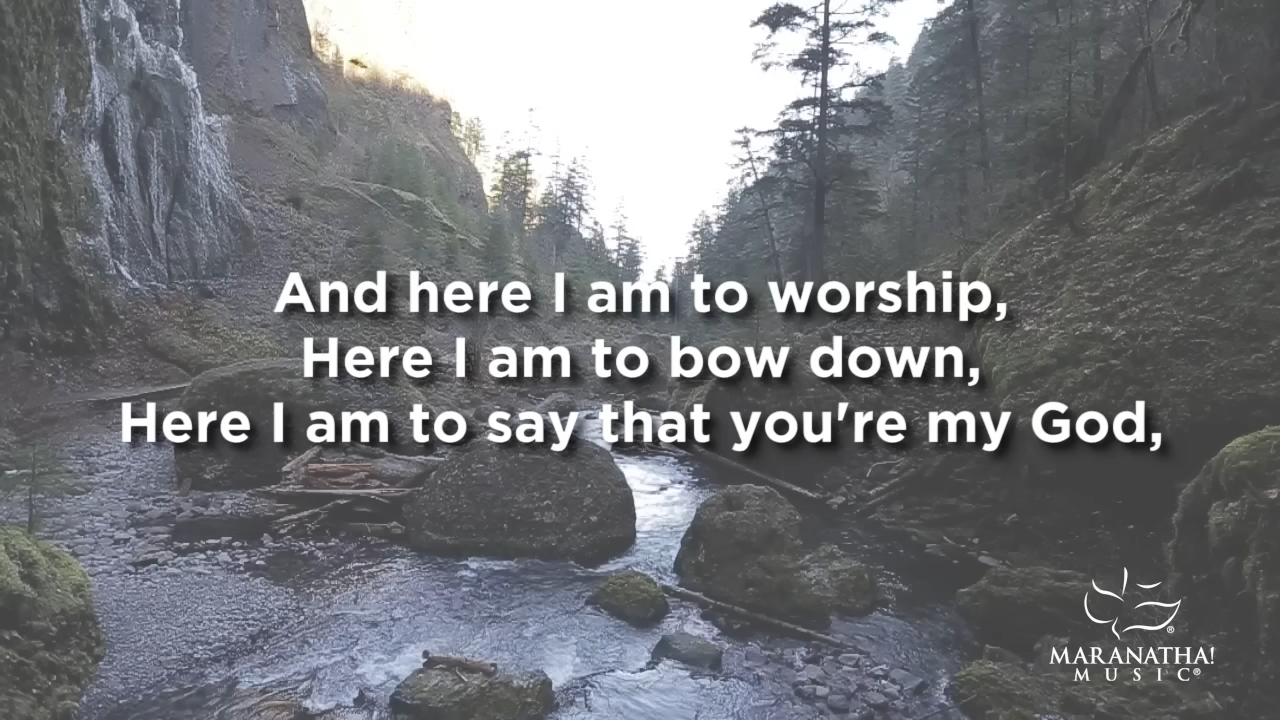 And here I am to worship,
Here I am to bow down,
Here I am to say that you're my God,
MARANATHA!
MUSIC®